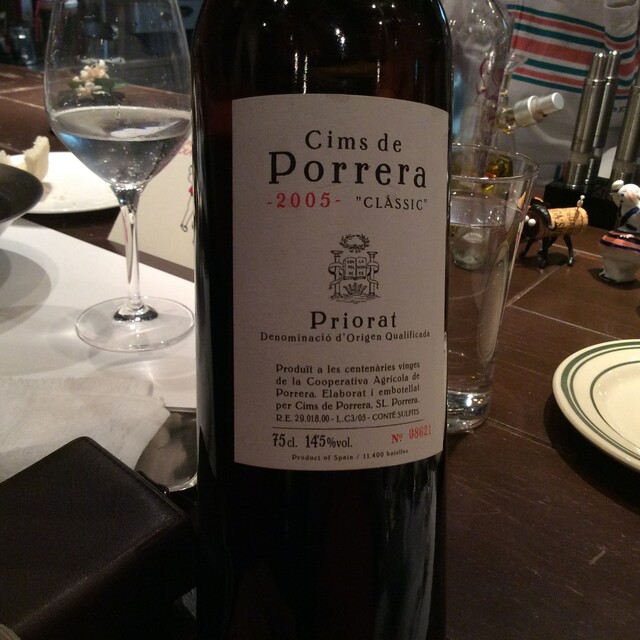 Cims de
Porrera
-2005- "CLÀSSIC"
Priorat
Denominació d'Origen Qualificada
Produït a les centenàries vinyes
de la Cooperativa Agrícola de
Porrera. Elaborat i embotellat
per Cims de Porrera, SL Porrera.
R.E. 29.018.00 - L.C3/05 - CONTÉ SULFITS
75 cl. 14'5% vol. Nº 08621
Product of Spain / 11.400 botelles